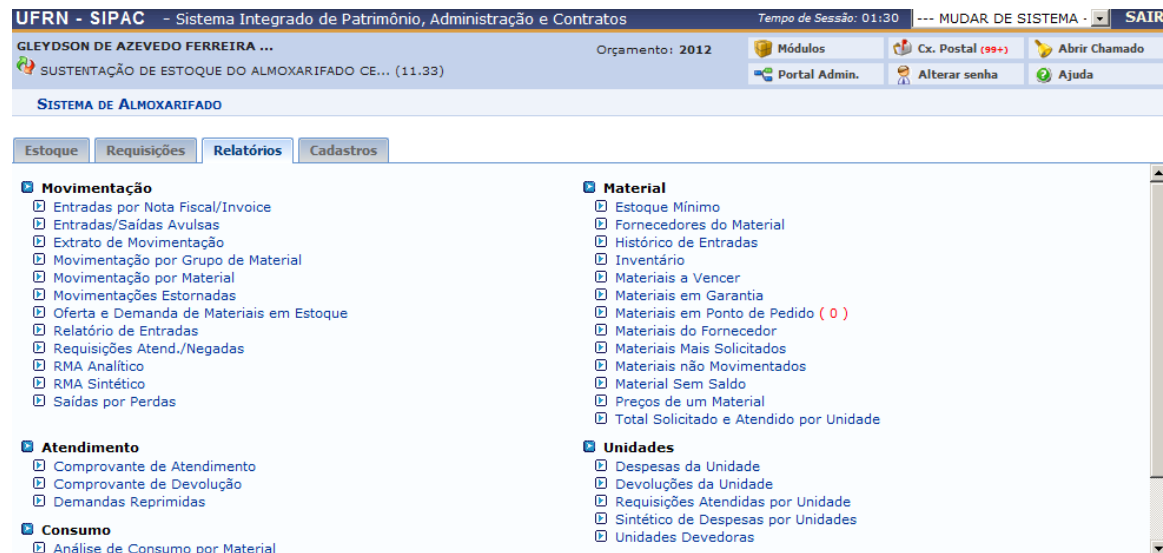 UFRN - SIPAC - Sistema Integrado de Patrimônio, Administração e Contratos
Tempo de Sessão: 01:30
--- MUDAR DE SISTEMA -
SAIR
GLEYDSON DE AZEVEDO FERREIRA ...
Orçamento: 2012
Módulos
Cx. Postal (99+)
Abrir Chamado
SUSTENTAÇÃO DE ESTOQUE DO ALMOXARIFADO CE... (11.33)
Portal Admin.
Alterar senha
Ajuda
SISTEMA DE ALMOXARIFADO
Estoque
Requisições
Relatórios
Cadastros
Movimentação
Entradas por Nota Fiscal/Invoice
Entradas/Saídas Avulsas
Extrato de Movimentação
Movimentação por Grupo de Material
Movimentação por Material
Movimentações Estornadas
Oferta e Demanda de Materiais em Estoque
Relatório de Entradas
Requisições Atend./Negadas
RMA Analítico
RMA Sintético
Saídas por Perdas
Material
Estoque Mínimo
Fornecedores do Material
Histórico de Entradas
Inventário
Materiais a Vencer
Materiais em Garantia
Materiais em Ponto de Pedido ( 0 )
Materiais do Fornecedor
Materiais Mais Solicitados
Materiais não Movimentados
Material Sem Saldo
Preços de um Material
Total Solicitado e Atendido por Unidade
Atendimento
Comprovante de Atendimento
Comprovante de Devolução
Demandas Reprimidas
Unidades
Despesas da Unidade
Devoluções da Unidade
Requisições Atendidas por Unidade
Sintético de Despesas por Unidades
Unidades Devedoras
Consumo
Análise de Consumo por Material